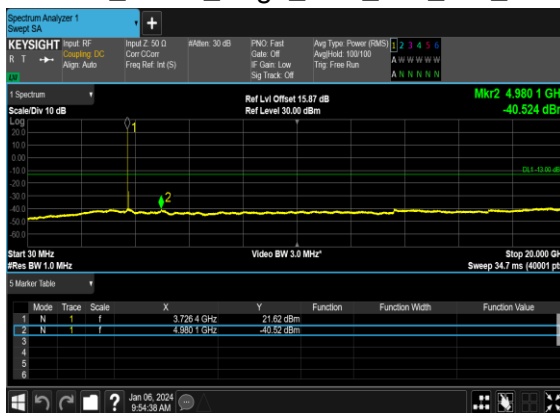 Spectrum Analyzer 1
Swept SA
+
KEYSIGHT Input: RF Input Z: 50 Ω #Atten: 30 dB PNO: Fast Avg Type: Power (RMS) 1 2 3 4 5 6
R T Coupling: DC Corr CCorr Gate: Off Avg|Hold: 100/100 A W W W W W
Align: Auto Freq Ref: Int (S) IF Gain: Low Trig: Free Run
Sig Track: Off A N N N N N
1 Spectrum
Ref Lvl Offset 15.87 dB Mkr2 4.980 1 GH
Scale/Div 10 dB Ref Level 30.00 dBm -40.524 dB
Log
20.0
10.0
0.00
-10.0
DL1 -13.00 dB
-20.0
-30.0
-40.0
-50.0
-60.0
1
2
Start 30 MHz Video BW 3.0 MHz* Stop 20.000 G
#Res BW 1.0 MHz Sweep 34.7 ms (40001 pt
5 Marker Table
Mode Trace Scale X Y Function Function Width Function Value
1 N 1 f 3.726 4 GHz 21.62 dBm
2 N 1 f 4.980 1 GHz -40.52 dBm
3
4
5
6
? Jan 06, 2024
9:54:38 AM